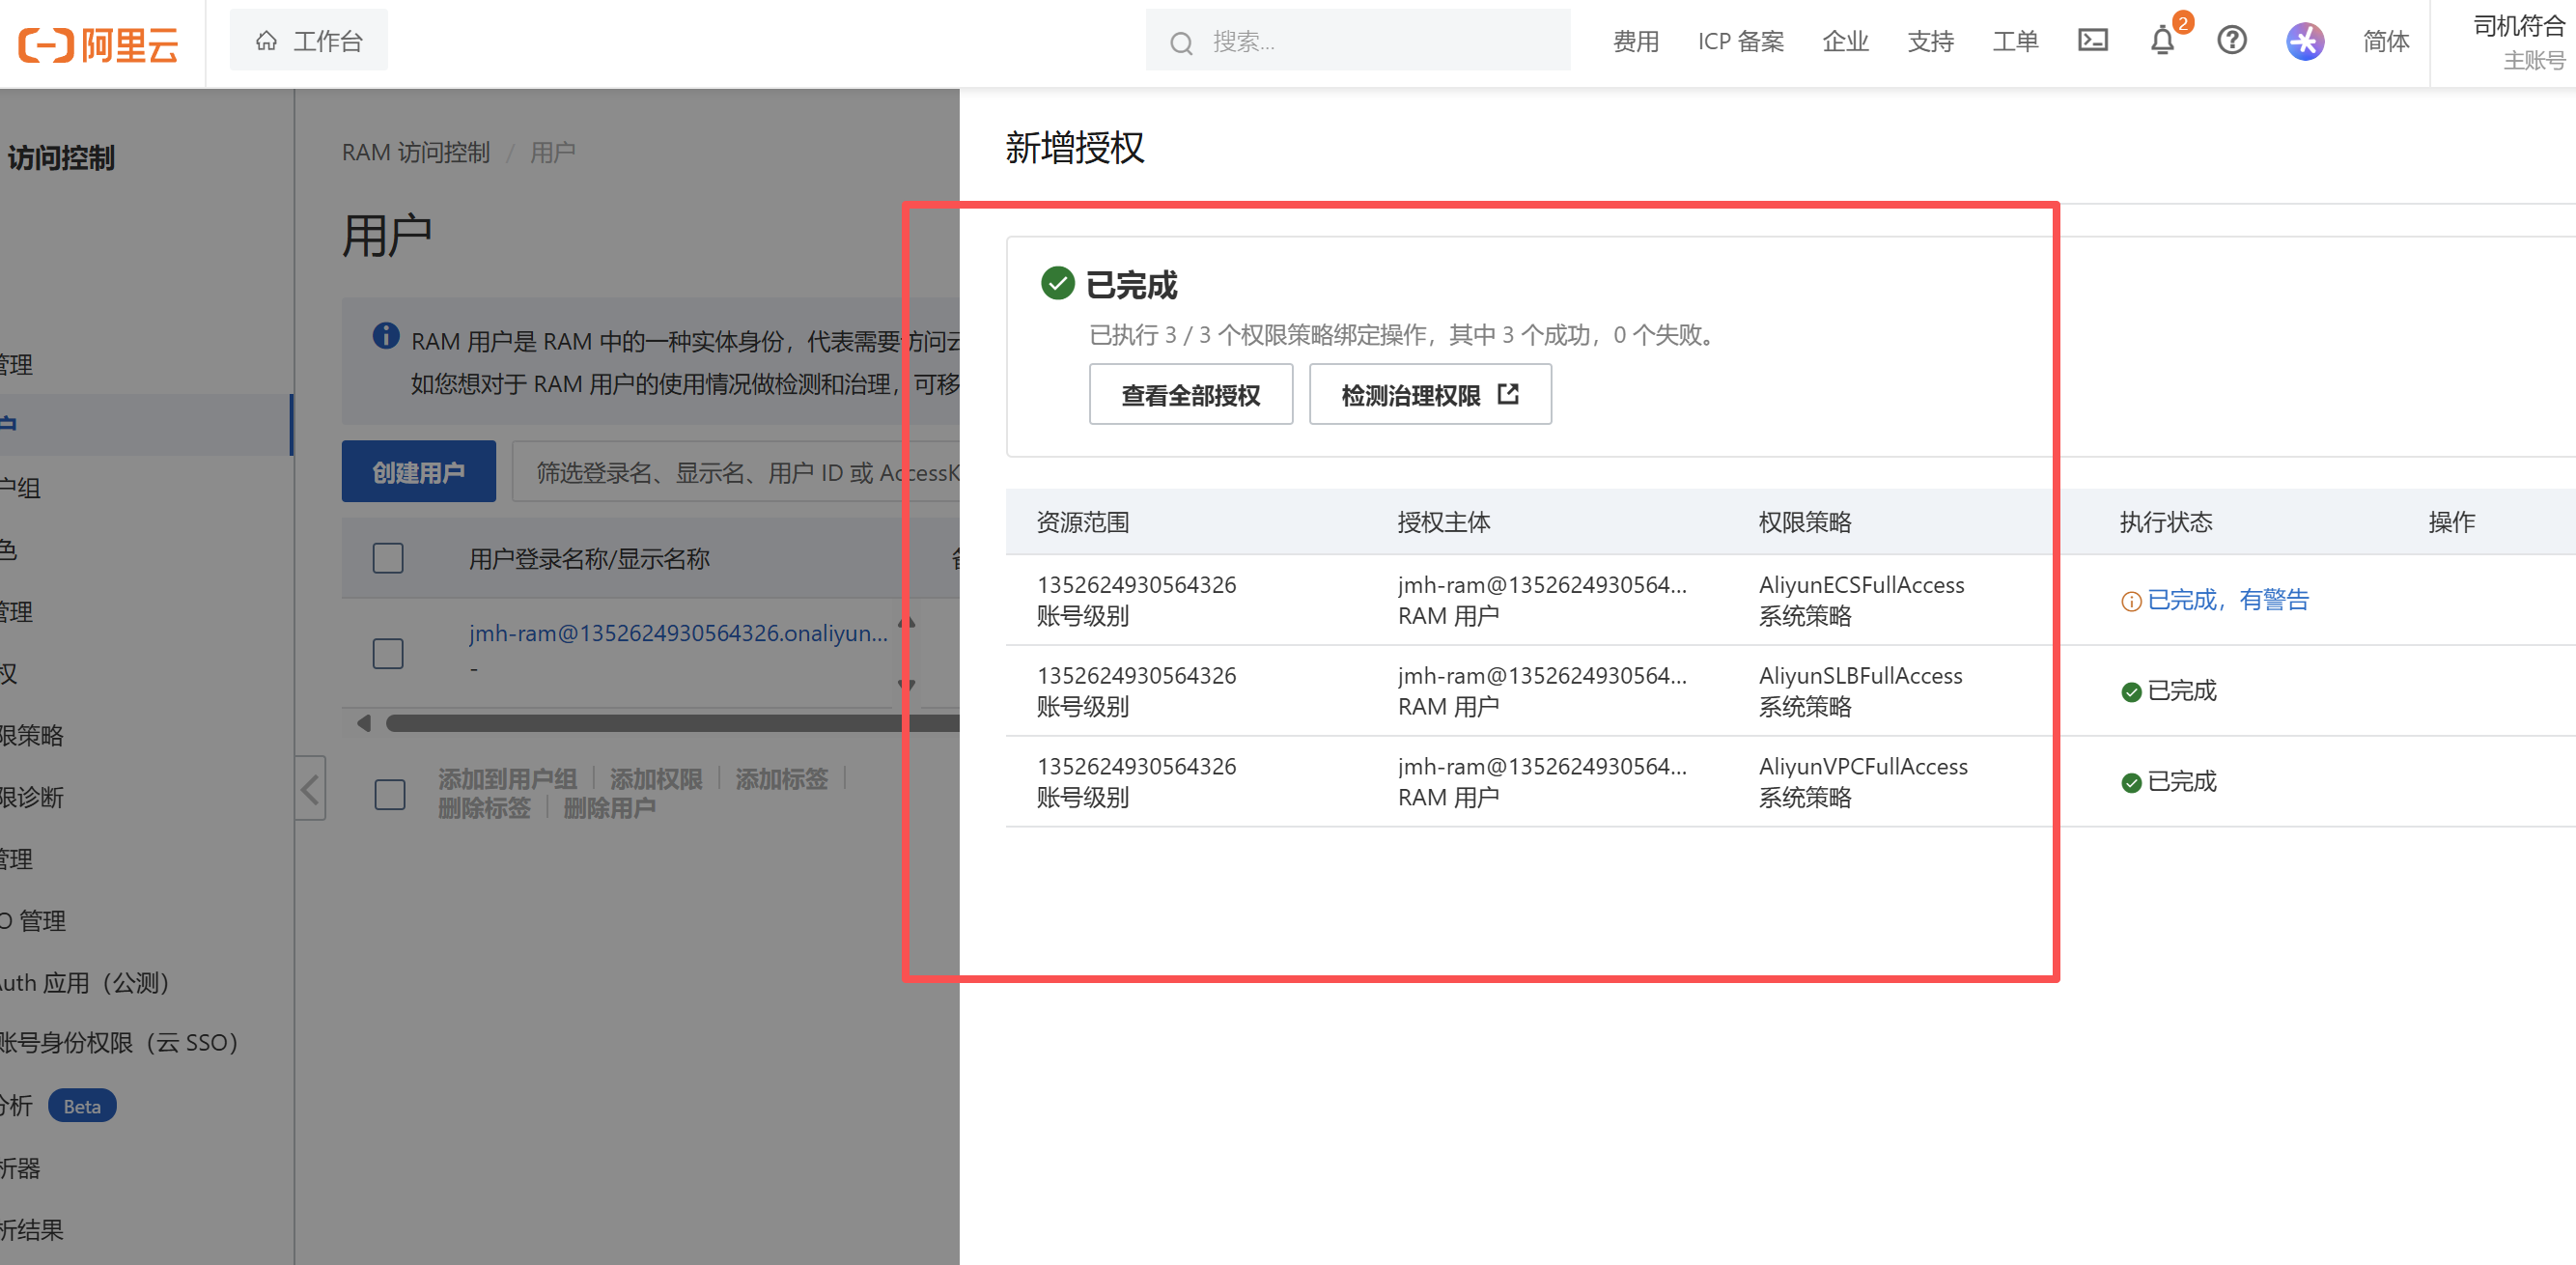 阿里云
工作台
搜索...
费用
ICP 备案
企业
支持
工单
2
简体
司机符合
主账号
访问控制
管理
户
户组
色
管理
权
限策略
限诊断
管理
O 管理
Auth 应用（公测）
账号身份权限（云 SSO）
分析 Beta
析器
析结果
RAM 访问控制 / 用户
用户
RAM 用户是 RAM 中的一种实体身份，代表需要访问云
如您想对于 RAM 用户的使用情况做检测和治理，可移
创建用户
筛选登录名、显示名、用户 ID 或 AccessK
用户登录名称/显示名称
jmh-ram@1352624930564326.onaliyun...
-
添加到用户组
添加权限
添加标签
删除标签
删除用户
新增授权
已完成
已执行 3 / 3 个权限策略绑定操作，其中 3 个成功，0 个失败。
查看全部授权
检测治理权限
资源范围 授权主体 权限策略 执行状态 操作
1352624930564326 jmh-ram@1352624930564... AliyunECSFullAccess 已完成，有警告
账号级别 RAM 用户 系统策略
1352624930564326 jmh-ram@1352624930564... AliyunSLBFullAccess 已完成
账号级别 RAM 用户 系统策略
1352624930564326 jmh-ram@1352624930564... AliyunVPCFullAccess 已完成
账号级别 RAM 用户 系统策略